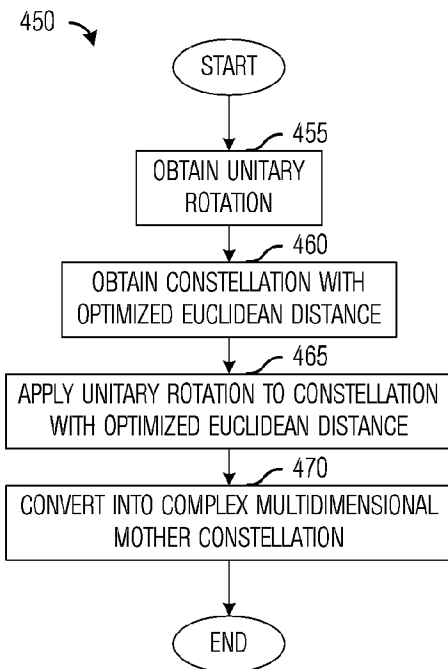 450
START
455
OBTAIN UNITARY
ROTATION
460
OBTAIN CONSTELLATION WITH
OPTIMIZED EUCLIDEAN DISTANCE
465
APPLY UNITARY ROTATION TO CONSTELLATION
WITH OPTIMIZED EUCLIDEAN DISTANCE
470
CONVERT INTO COMPLEX MULTIDIMENSIONAL
MOTHER CONSTELLATION
END